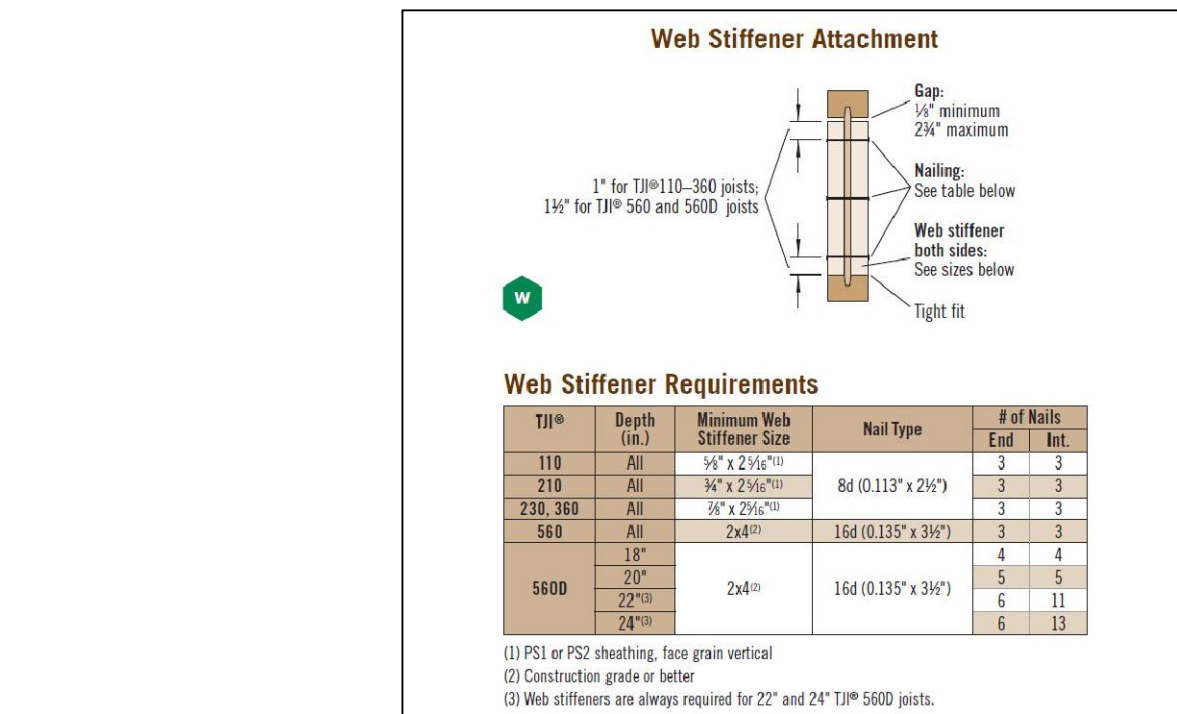 Web Stiffener Attachment
Gap:
⅛" minimum
2¾" maximum
Nailing:
See table below
1" for TJI®110–360 joists;
1½" for TJI® 560 and 560D joists
Web stiffener
both sides:
See sizes below
W
Tight fit
Web Stiffener Requirements
TJI® Depth (in.) Minimum Web Stiffener Size Nail Type # of Nails
End Int.
110 All ⅝" x 2 5⁄16"(1) 3 3
210 All ¾" x 2 5⁄16"(1) 8d (0.113" x 2½") 3 3
230, 360 All ⅞" x 2 5⁄16"(1) 3 3
560 All 2x4(2) 16d (0.135" x 3½") 3 3
18" 4 4
20" 5 5
560D 2x4(2) 16d (0.135" x 3½")
22"(3) 6 11
24"(3) 6 13
(1) PS1 or PS2 sheathing, face grain vertical
(2) Construction grade or better
(3) Web stiffeners are always required for 22" and 24" TJI® 560D joists.